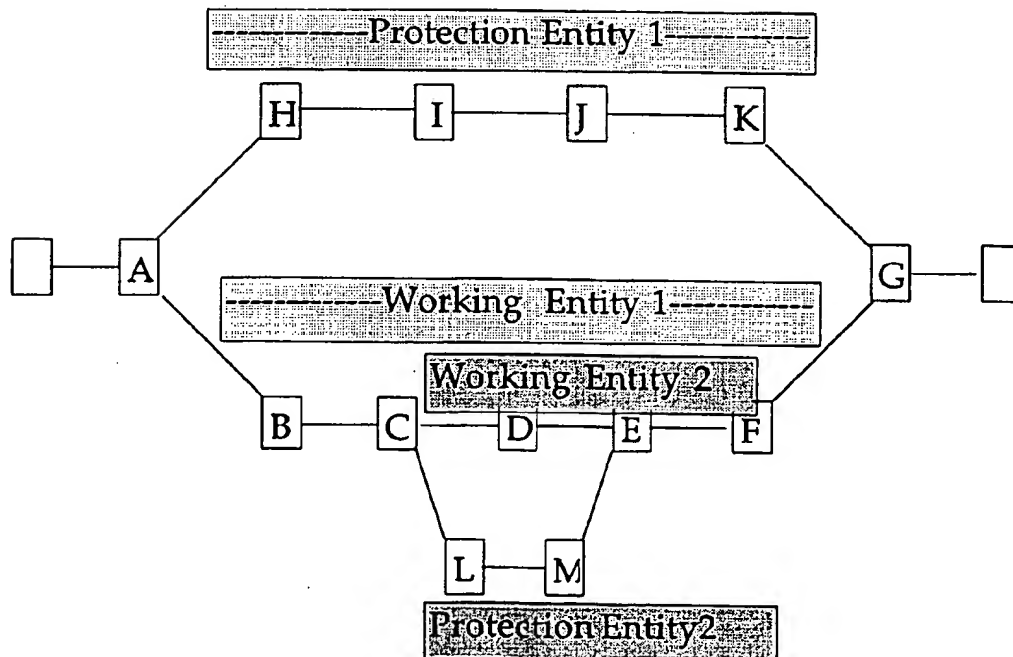 ------------Protection Entity 1------------
H I J K
A G
------------Working Entity 1------------
Working Entity 2
B C D E F
L M
Protection Entity2